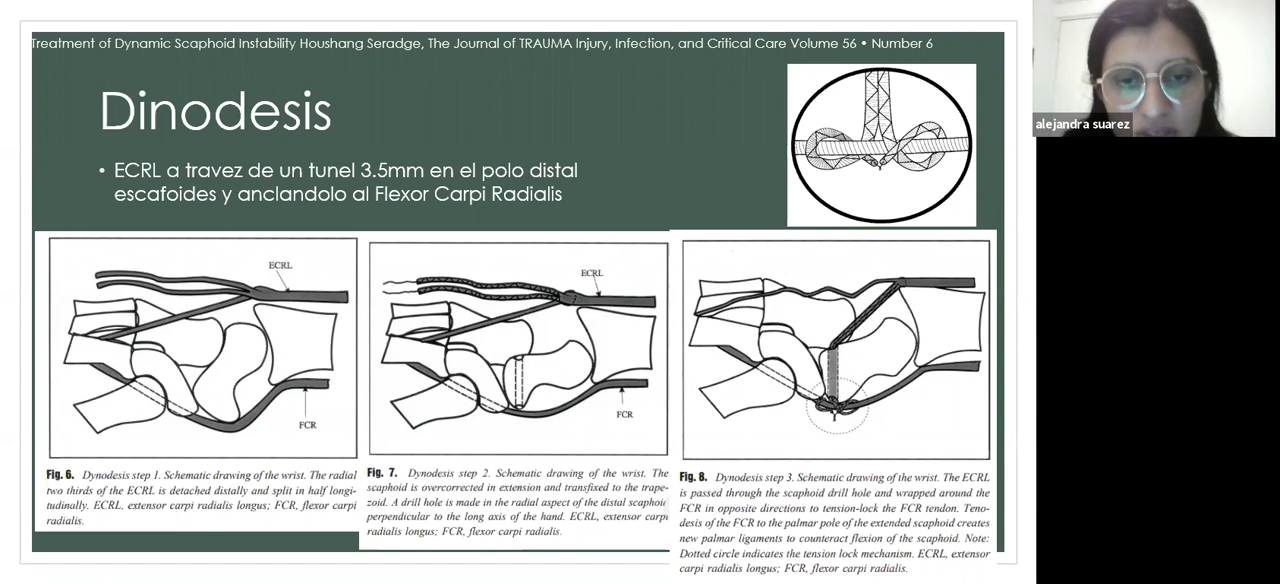 Treatment of Dynamic Scaphoid Instability Houshang Seradge, The Journal of TRAUMA Injury, Infection, and Critical Care Volume 56 • Number 6
alejandra suarez
Dinodesis
• ECRL a travez de un tunel 3.5mm en el polo distal
escafoides y anclandolo al Flexor Carpi Radialis
ECRL
FCR
Fig. 6. Dynodesis step 1. Schematic drawing of the wrist. The radial
two thirds of the ECRL is detached distally and split in half longi-
tudinally. ECRL, extensor carpi radialis longus; FCR, flexor carpi
radialis.
ECRL
FCR
Fig. 7. Dynodesis step 2. Schematic drawing of the wrist. The
scaphoid is overcorrected in extension and transfixed to the trape-
zoid. A drill hole is made in the radial aspect of the distal scaphoid
perpendicular to the long axis of the hand. ECRL, extensor carpi
radialis longus; FCR, flexor carpi radialis.
Fig. 8. Dynodesis step 3. Schematic drawing of the wrist. The ECRL
is passed through the scaphoid drill hole and wrapped around the
FCR in opposite directions to tension-lock the FCR tendon. Teno-
desis of the FCR to the palmar pole of the extended scaphoid creates
new palmar ligaments to counteract flexion of the scaphoid. Note:
Dotted circle indicates the tension lock mechanism. ECRL, extensor
carpi radialis longus; FCR, flexor carpi radialis.